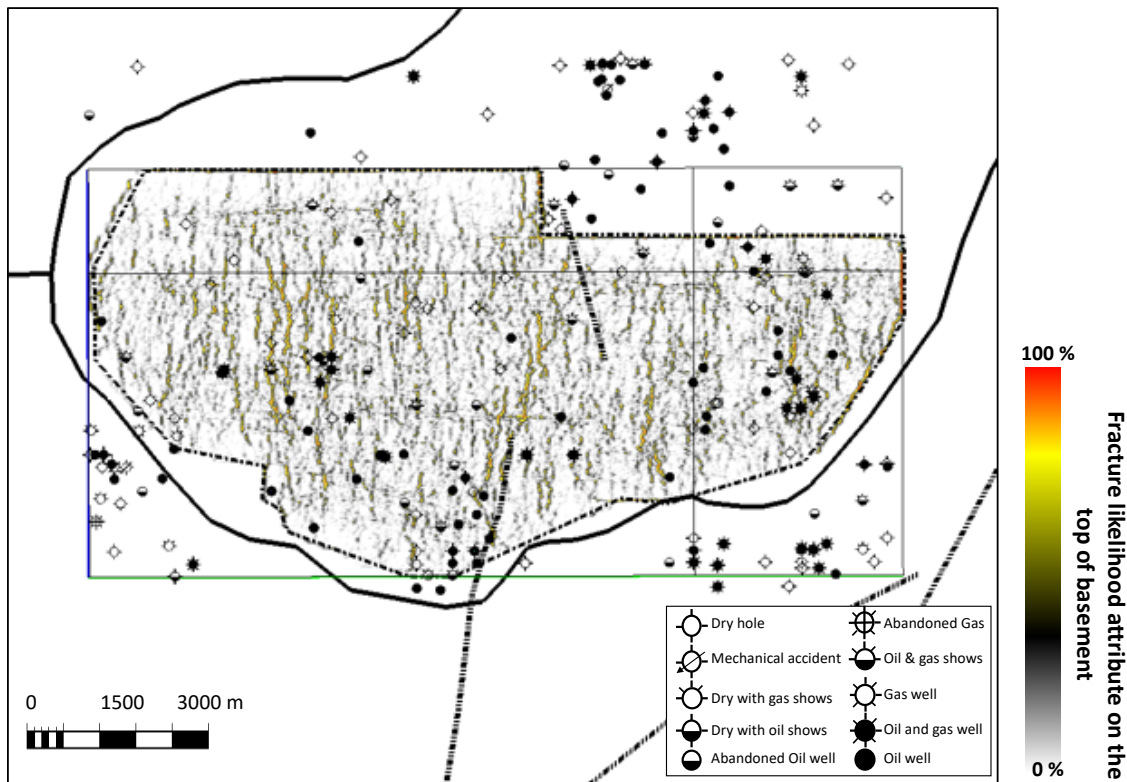 100 %
Fracture likelihood attribute on the
top of basement
0 %
0 1500 3000 m
Dry hole
Mechanical accident
Dry with gas shows
Dry with oil shows
Abandoned Oil well
Abandoned Gas
Oil & gas shows
Gas well
Oil and gas well
Oil well